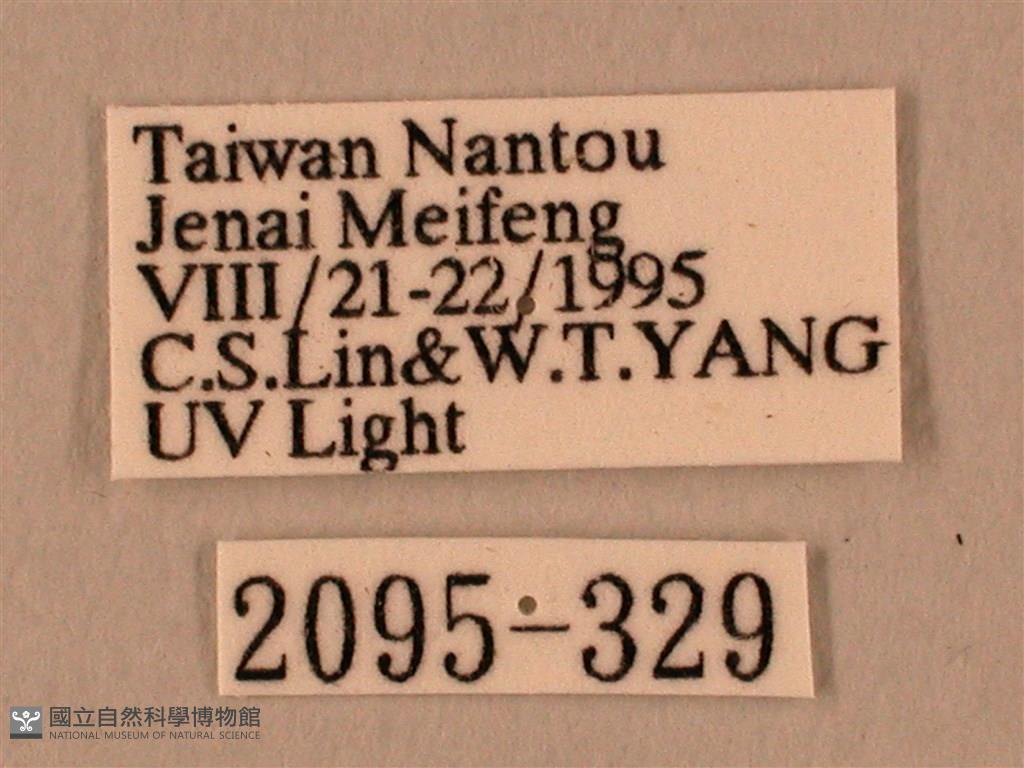 Taiwan Nantou
Jenai Meifeng
VIII/21-22,/1995
C.S.Lin&W.T.YANG
UV Light
2095-329
國立自然科學博物館
NATIONAL MUSEUM OF NATURAL SCIENCE